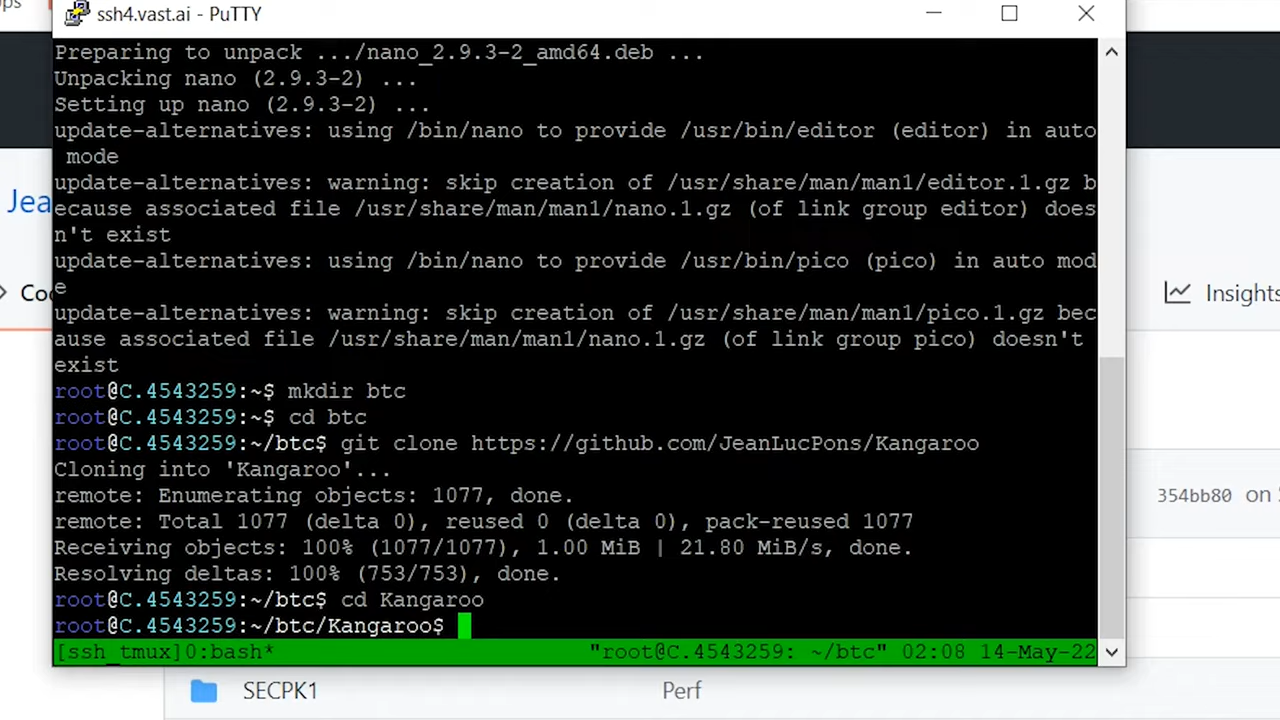 ps
ssh4.vast.ai - PuTTY
Preparing to unpack .../nano_2.9.3-2_amd64.deb ...
Unpacking nano (2.9.3-2) ...
Setting up nano (2.9.3-2) ...
update-alternatives: using /bin/nano to provide /usr/bin/editor (editor) in auto
mode
update-alternatives: warning: skip creation of /usr/share/man/man1/editor.1.gz b
ecause associated file /usr/share/man/man1/nano.1.gz (of link group editor) does
n't exist
update-alternatives: using /bin/nano to provide /usr/bin/pico (pico) in auto mod
e
update-alternatives: warning: skip creation of /usr/share/man/man1/pico.1.gz bec
ause associated file /usr/share/man/man1/nano.1.gz (of link group pico) doesn't
exist
root@C.4543259:~$ mkdir btc
root@C.4543259:~$ cd btc
root@C.4543259:~/btc$ git clone https://github.com/JeanLucPons/Kangaroo
Cloning into 'Kangaroo'...
remote: Enumerating objects: 1077, done.
remote: Total 1077 (delta 0), reused 0 (delta 0), pack-reused 1077
Receiving objects: 100% (1077/1077), 1.00 MiB | 21.80 MiB/s, done.
Resolving deltas: 100% (753/753), done.
root@C.4543259:~/btc$ cd Kangaroo
root@C.4543259:~/btc/Kangaroo$
[ssh_tmux]0:bash* "root@C.4543259: ~/btc" 02:08 14-May-22
Jea
Co
Insights
354bb80 on
SECPK1 Perf